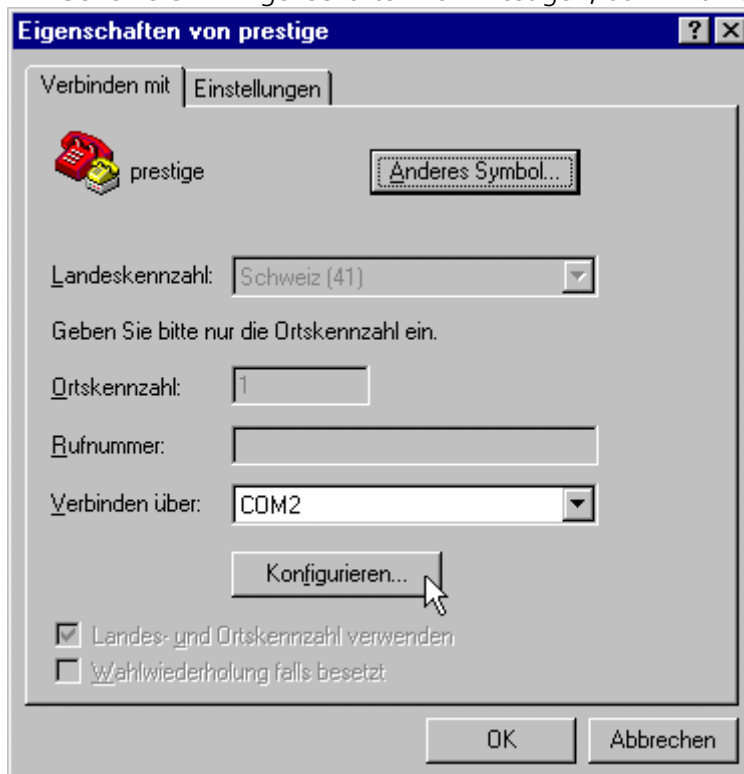 Eigenschaften von prestige
Verbinden mit Einstellungen
prestige Anderes Symbol...
Landeskennzahl: Schweiz (41)
Geben Sie bitte nur die Ortskennzahl ein.
Ortskennzahl: 1
Rufnummer:
Verbinden über: COM2
Konfigurieren...
Landes- und Ortskennzahl verwenden
Wahlwiederholung falls besetzt
OK Abbrechen